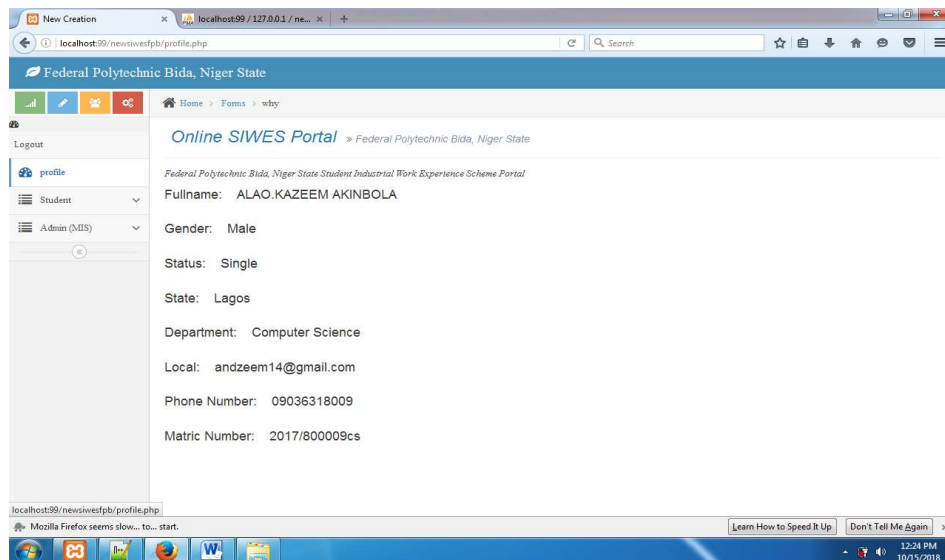 New Creation
localhost:99 / 127.0.0.1 / ne...
localhost:99/newsiwesfpb/profile.php
Search
Federal Polytechnic Bida, Niger State
Home > Forms > why
Logout
Online SIWES Portal » Federal Polytechnic Bida, Niger State
profile
Federal Polytechnic Bida, Niger State Student Industrial Work Experience Scheme Portal
Fullname: ALAO.KAZEEM AKINBOLA
Student
Gender: Male
Admin (MIS)
Status: Single
State: Lagos
Department: Computer Science
Local: andzeem14@gmail.com
Phone Number: 09036318009
Matric Number: 2017/800009cs
localhost:99/newsiwesfpb/profile.php
Mozilla Firefox seems slow... to... start.
Learn How to Speed It Up
Don't Tell Me Again
12:24 PM
10/15/2018